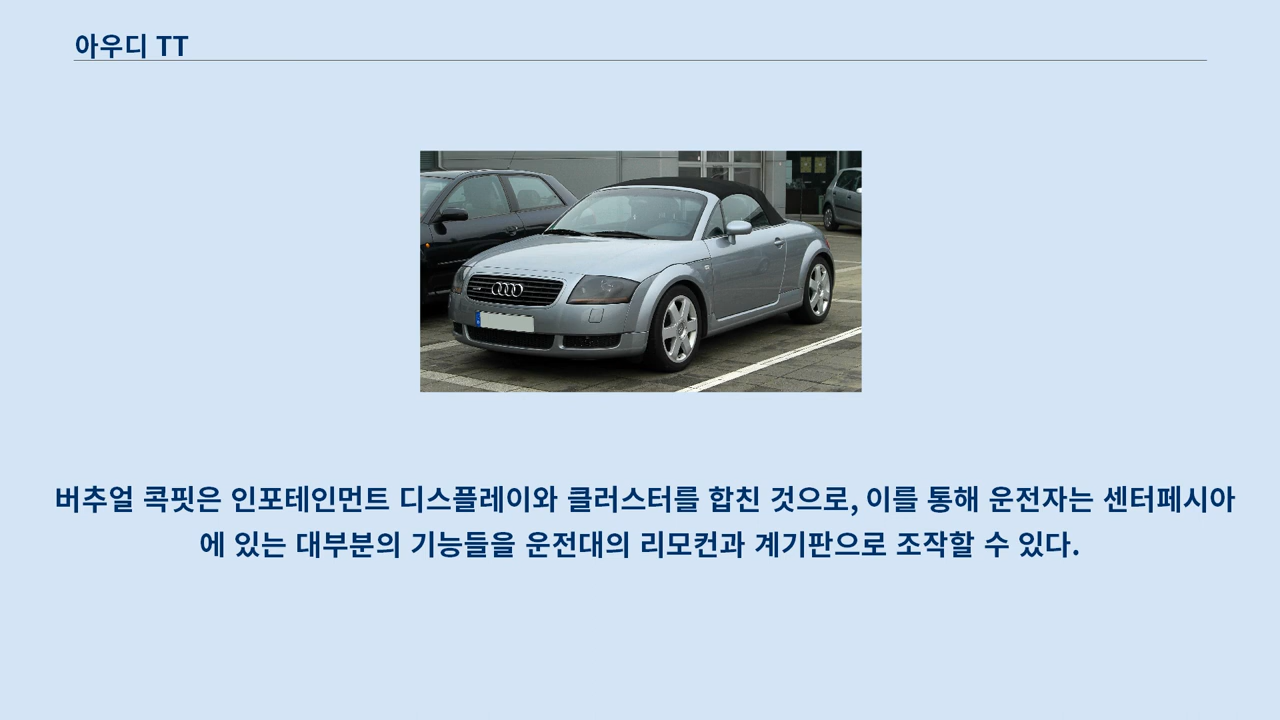 아우디 TT
버추얼 콕핏은 인포테인먼트 디스플레이와 클러스터를 합친 것으로, 이를 통해 운전자는 센터페시아
에 있는 대부분의 기능들을 운전대의 리모컨과 계기판으로 조작할 수 있다.